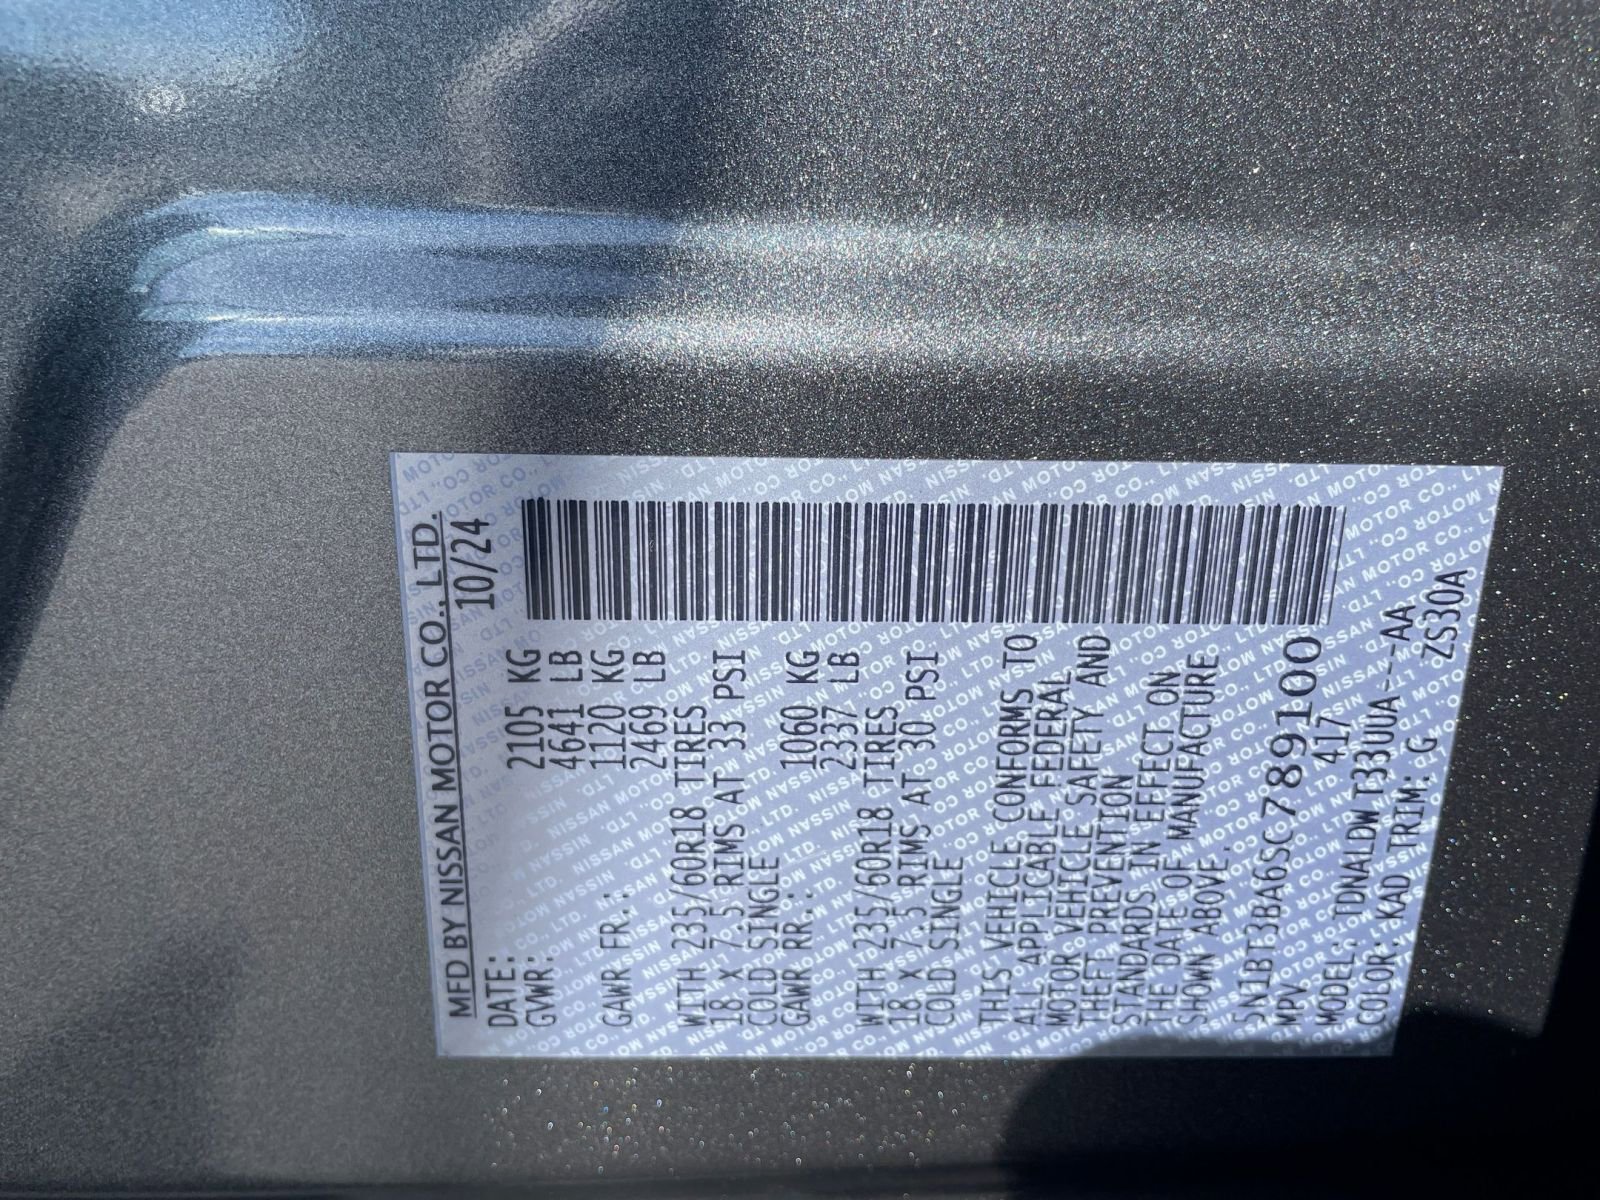 MFD BY NISSAN MOTOR CO., LTD.
DATE: 10/24
GVWR: 2105 KG
4641 LB
GAWR FR.: 1120 KG
2469 LB
WITH 235/60R18 TIRES
18 X 7.5 RIMS AT 33 PSI
COLD SINGLE
GAWR RR.: 1060 KG
2337 LB
WITH 235/60R18 TIRES
18 X 7.5 RIMS AT 30 PSI
COLD SINGLE
THIS VEHICLE CONFORMS TO
ALL APPLICABLE FEDERAL
MOTOR VEHICLE SAFETY AND
THEFT PREVENTION
STANDARDS IN EFFECT ON
THE DATE OF MANUFACTURE
SHOWN ABOVE.
5N1BT3BA6SC789100
MPV 417
MODEL: TDNALDW T33UUA---AA
COLOR: KAD TRIM: G ZS30A